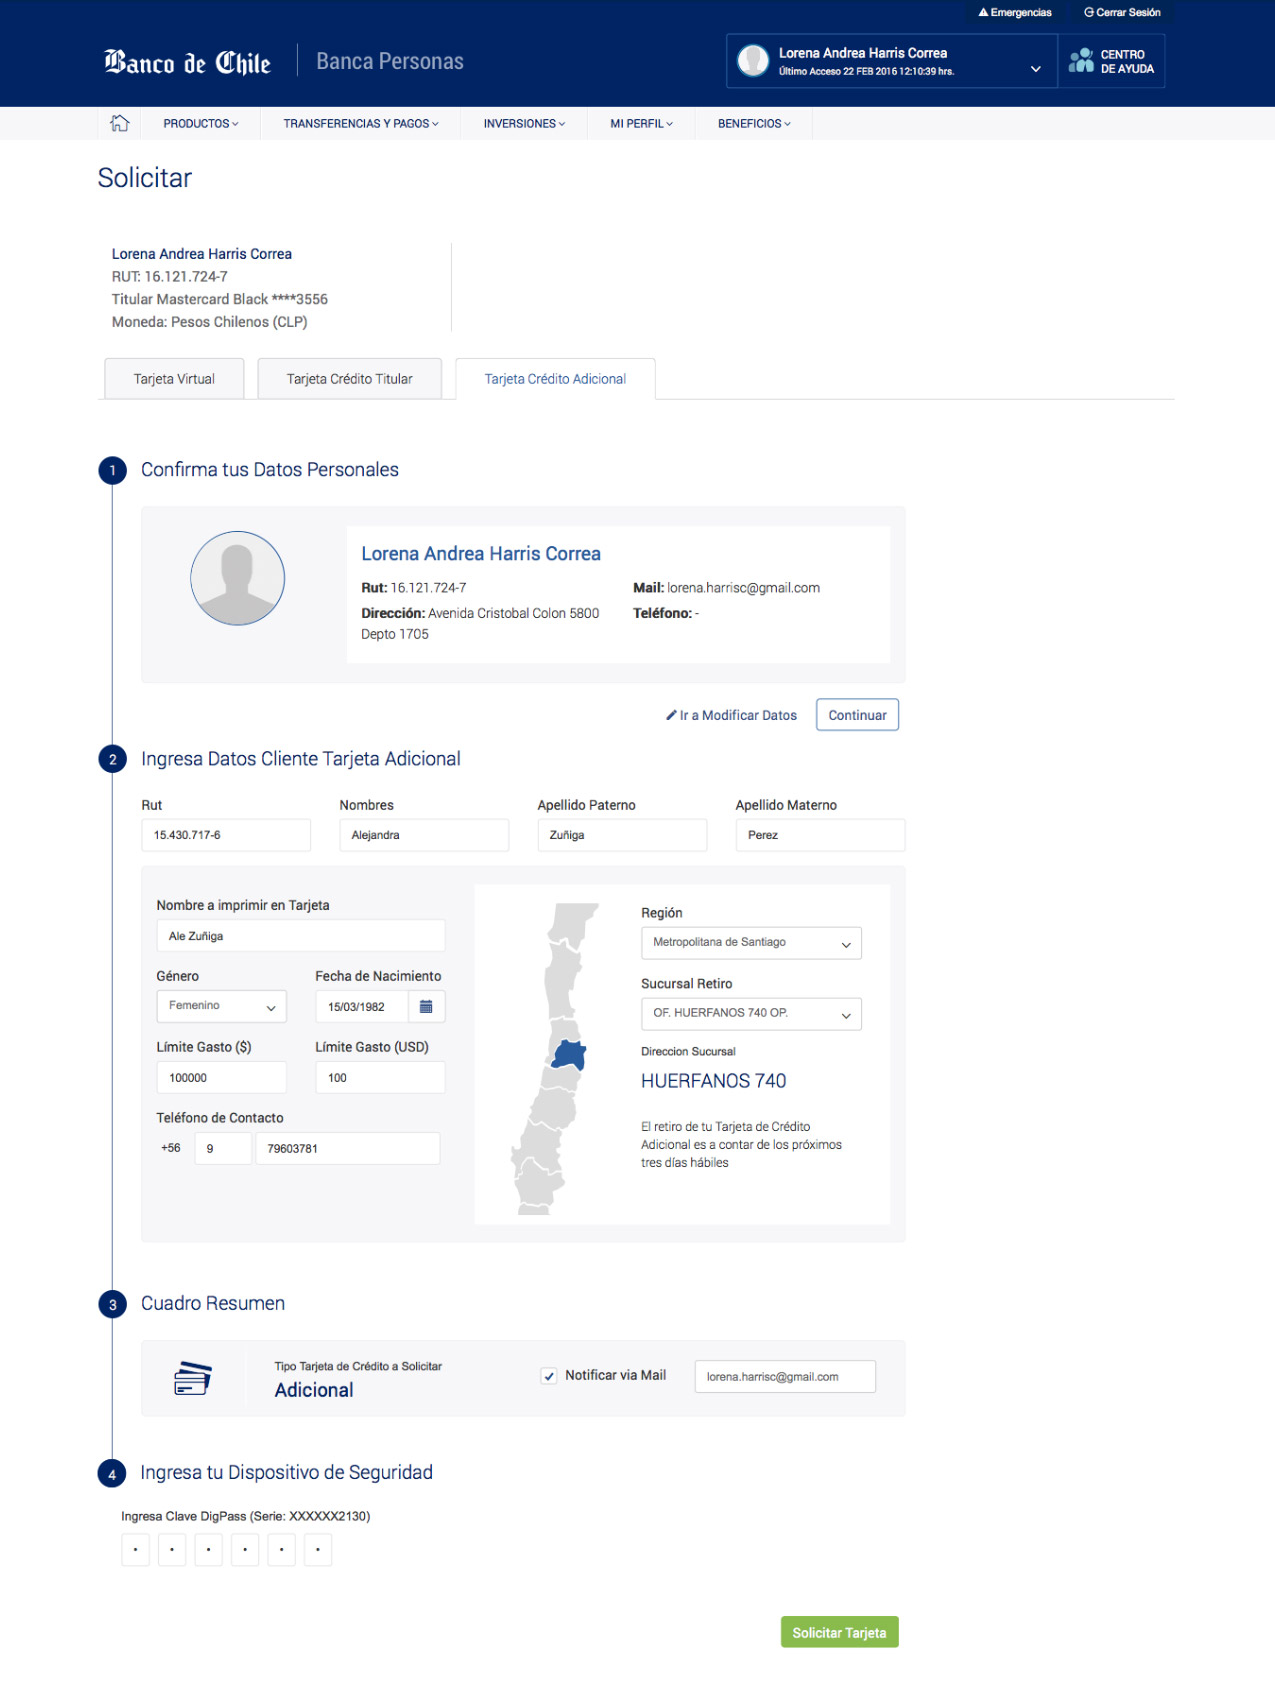 Emergencias
Cerrar Sesión
Banco de Chile
Banca Personas
Lorena Andrea Harris Correa
Último Acceso 22 FEB 2016 12:10:39 hrs.
CENTRO
DE AYUDA
PRODUCTOS
TRANSFERENCIAS Y PAGOS
INVERSIONES
MI PERFIL
BENEFICIOS
Solicitar
Lorena Andrea Harris Correa
RUT: 16.121.724-7
Titular Mastercard Black ****3556
Moneda: Pesos Chilenos (CLP)
Tarjeta Virtual
Tarjeta Crédito Titular
Tarjeta Crédito Adicional
1 Confirma tus Datos Personales
Lorena Andrea Harris Correa
Rut: 16.121.724-7
Mail: lorena.harrisc@gmail.com
Dirección: Avenida Cristobal Colon 5800
Depto 1705
Teléfono: -
Ir a Modificar Datos
Continuar
2 Ingresa Datos Cliente Tarjeta Adicional
Rut
Nombres
Apellido Paterno
Apellido Materno
15.430.717-6
Alejandra
Zuñiga
Perez
Nombre a imprimir en Tarjeta
Ale Zuñiga
Género
Fecha de Nacimiento
Femenino
15/03/1982
Límite Gasto ($)
Límite Gasto (USD)
100000
100
Teléfono de Contacto
+56
9
79603781
Región
Metropolitana de Santiago
Sucursal Retiro
OF. HUERFANOS 740 OP.
Direccion Sucursal
HUERFANOS 740
El retiro de tu Tarjeta de Crédito
Adicional es a contar de los próximos
tres días hábiles
3 Cuadro Resumen
Tipo Tarjeta de Crédito a Solicitar
Adicional
Notificar via Mail
lorena.harrisc@gmail.com
4 Ingresa tu Dispositivo de Seguridad
Ingresa Clave DigPass (Serie: XXXXXX2130)
• • • • • •
Solicitar Tarjeta